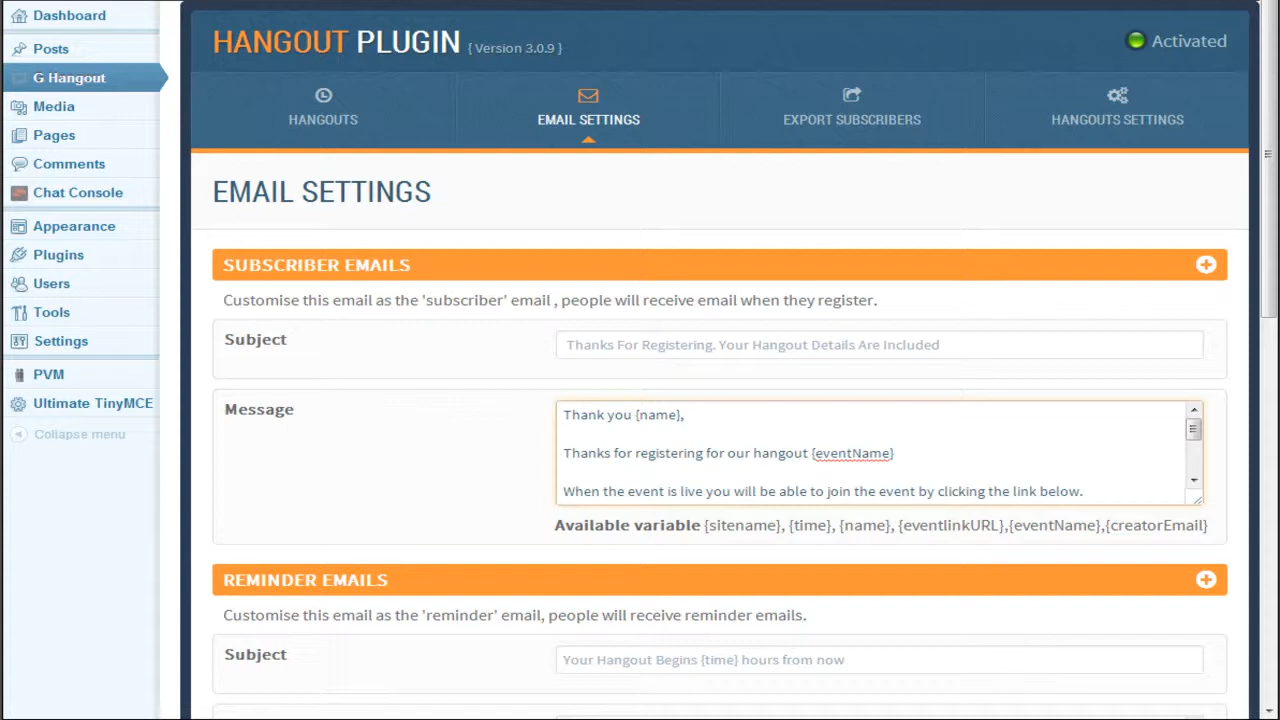 Dashboard
Posts
G Hangout
Media
Pages
Comments
Chat Console
Appearance
Plugins
Users
Tools
Settings
PVM
Ultimate TinyMCE
Collapse menu
HANGOUT PLUGIN { Version 3.0.9 }
Activated
HANGOUTS
EMAIL SETTINGS
EXPORT SUBSCRIBERS
HANGOUTS SETTINGS
EMAIL SETTINGS
SUBSCRIBER EMAILS
Customise this email as the 'subscriber' email , people will receive email when they register.
Subject
Thanks For Registering. Your Hangout Details Are Included
Message
Thank you {name},
Thanks for registering for our hangout {eventName}
When the event is live you will be able to join the event by clicking the link below.
Available variable {sitename}, {time}, {name}, {eventlinkURL},{eventName},{creatorEmail}
REMINDER EMAILS
Customise this email as the 'reminder' email, people will receive reminder emails.
Subject
Your Hangout Begins {time} hours from now